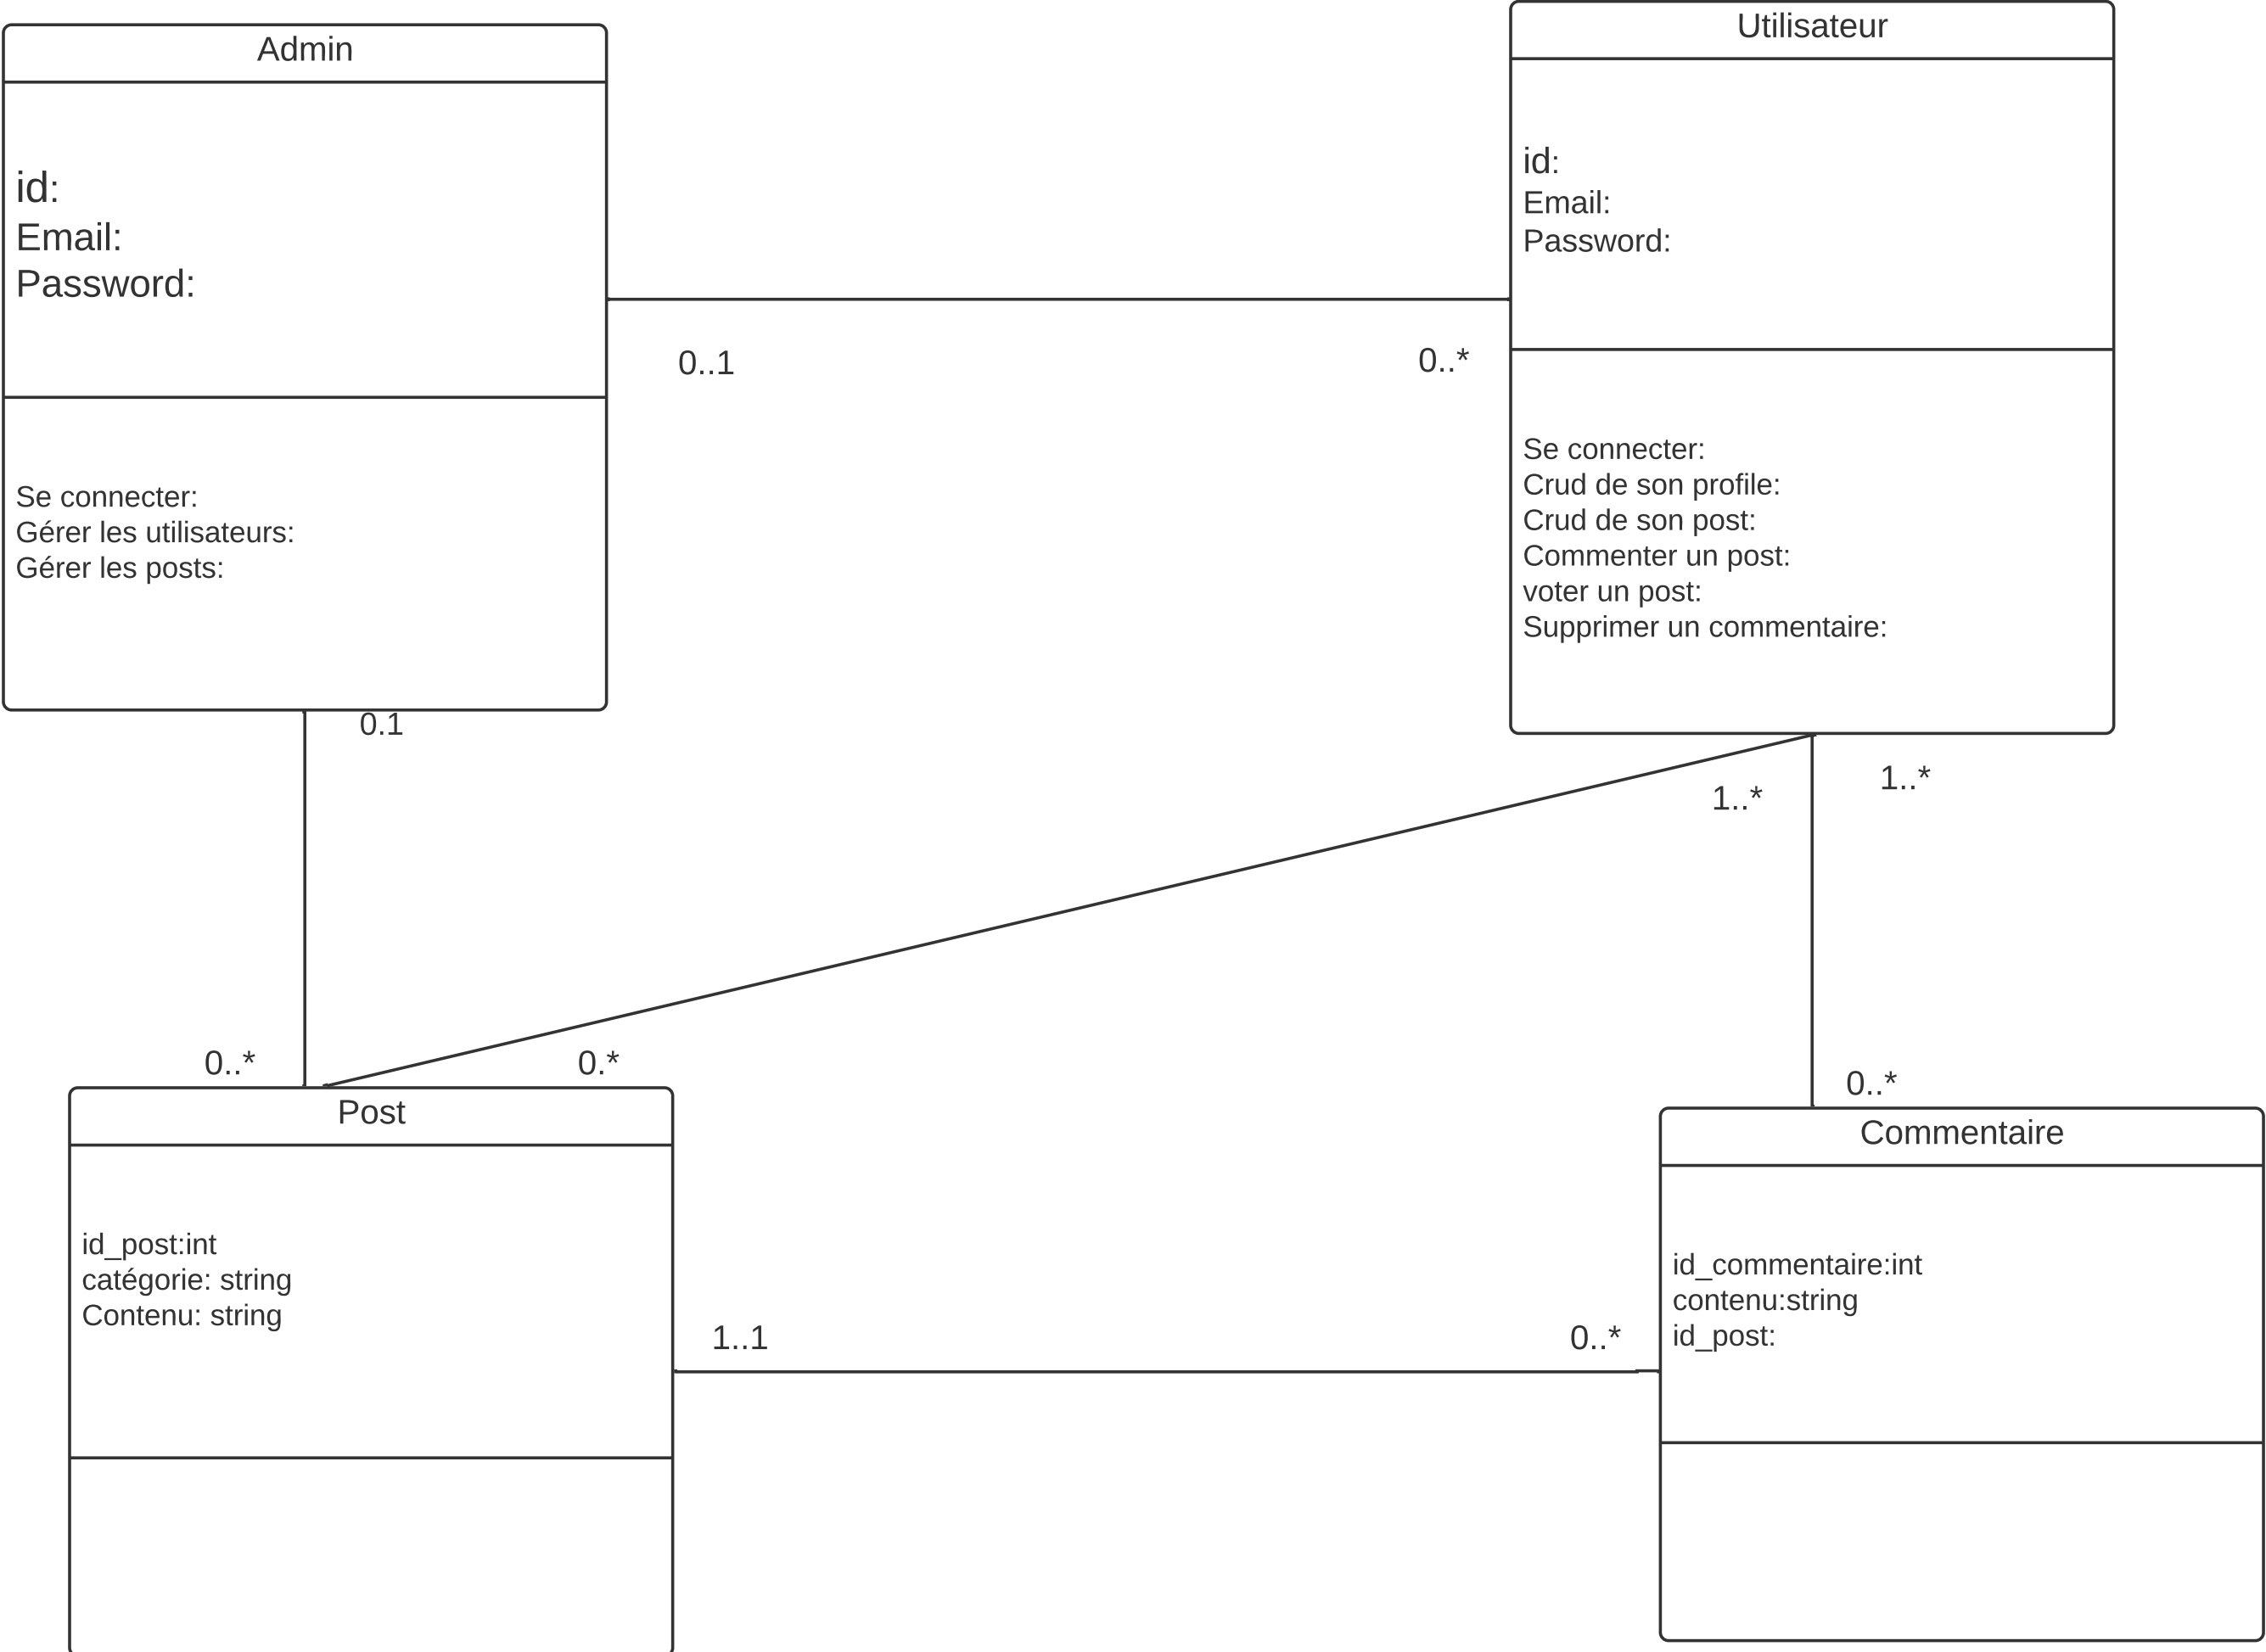 Admin
id:
Email:
Password:
Se connecter:
Gérer les utilisateurs:
Gérer les posts:
Utilisateur
id:
Email:
Password:
Se connecter:
Crud de son profile:
Crud de son post:
Commenter un post:
voter un post:
Supprimer un commentaire:
0..1
0..*
0.1
1..*
1..*
0..*
0.*
0..*
Post
id_post:int
catégorie: string
Contenu: string
Commentaire
id_commentaire:int
contenu:string
id_post:
1..1
0..*